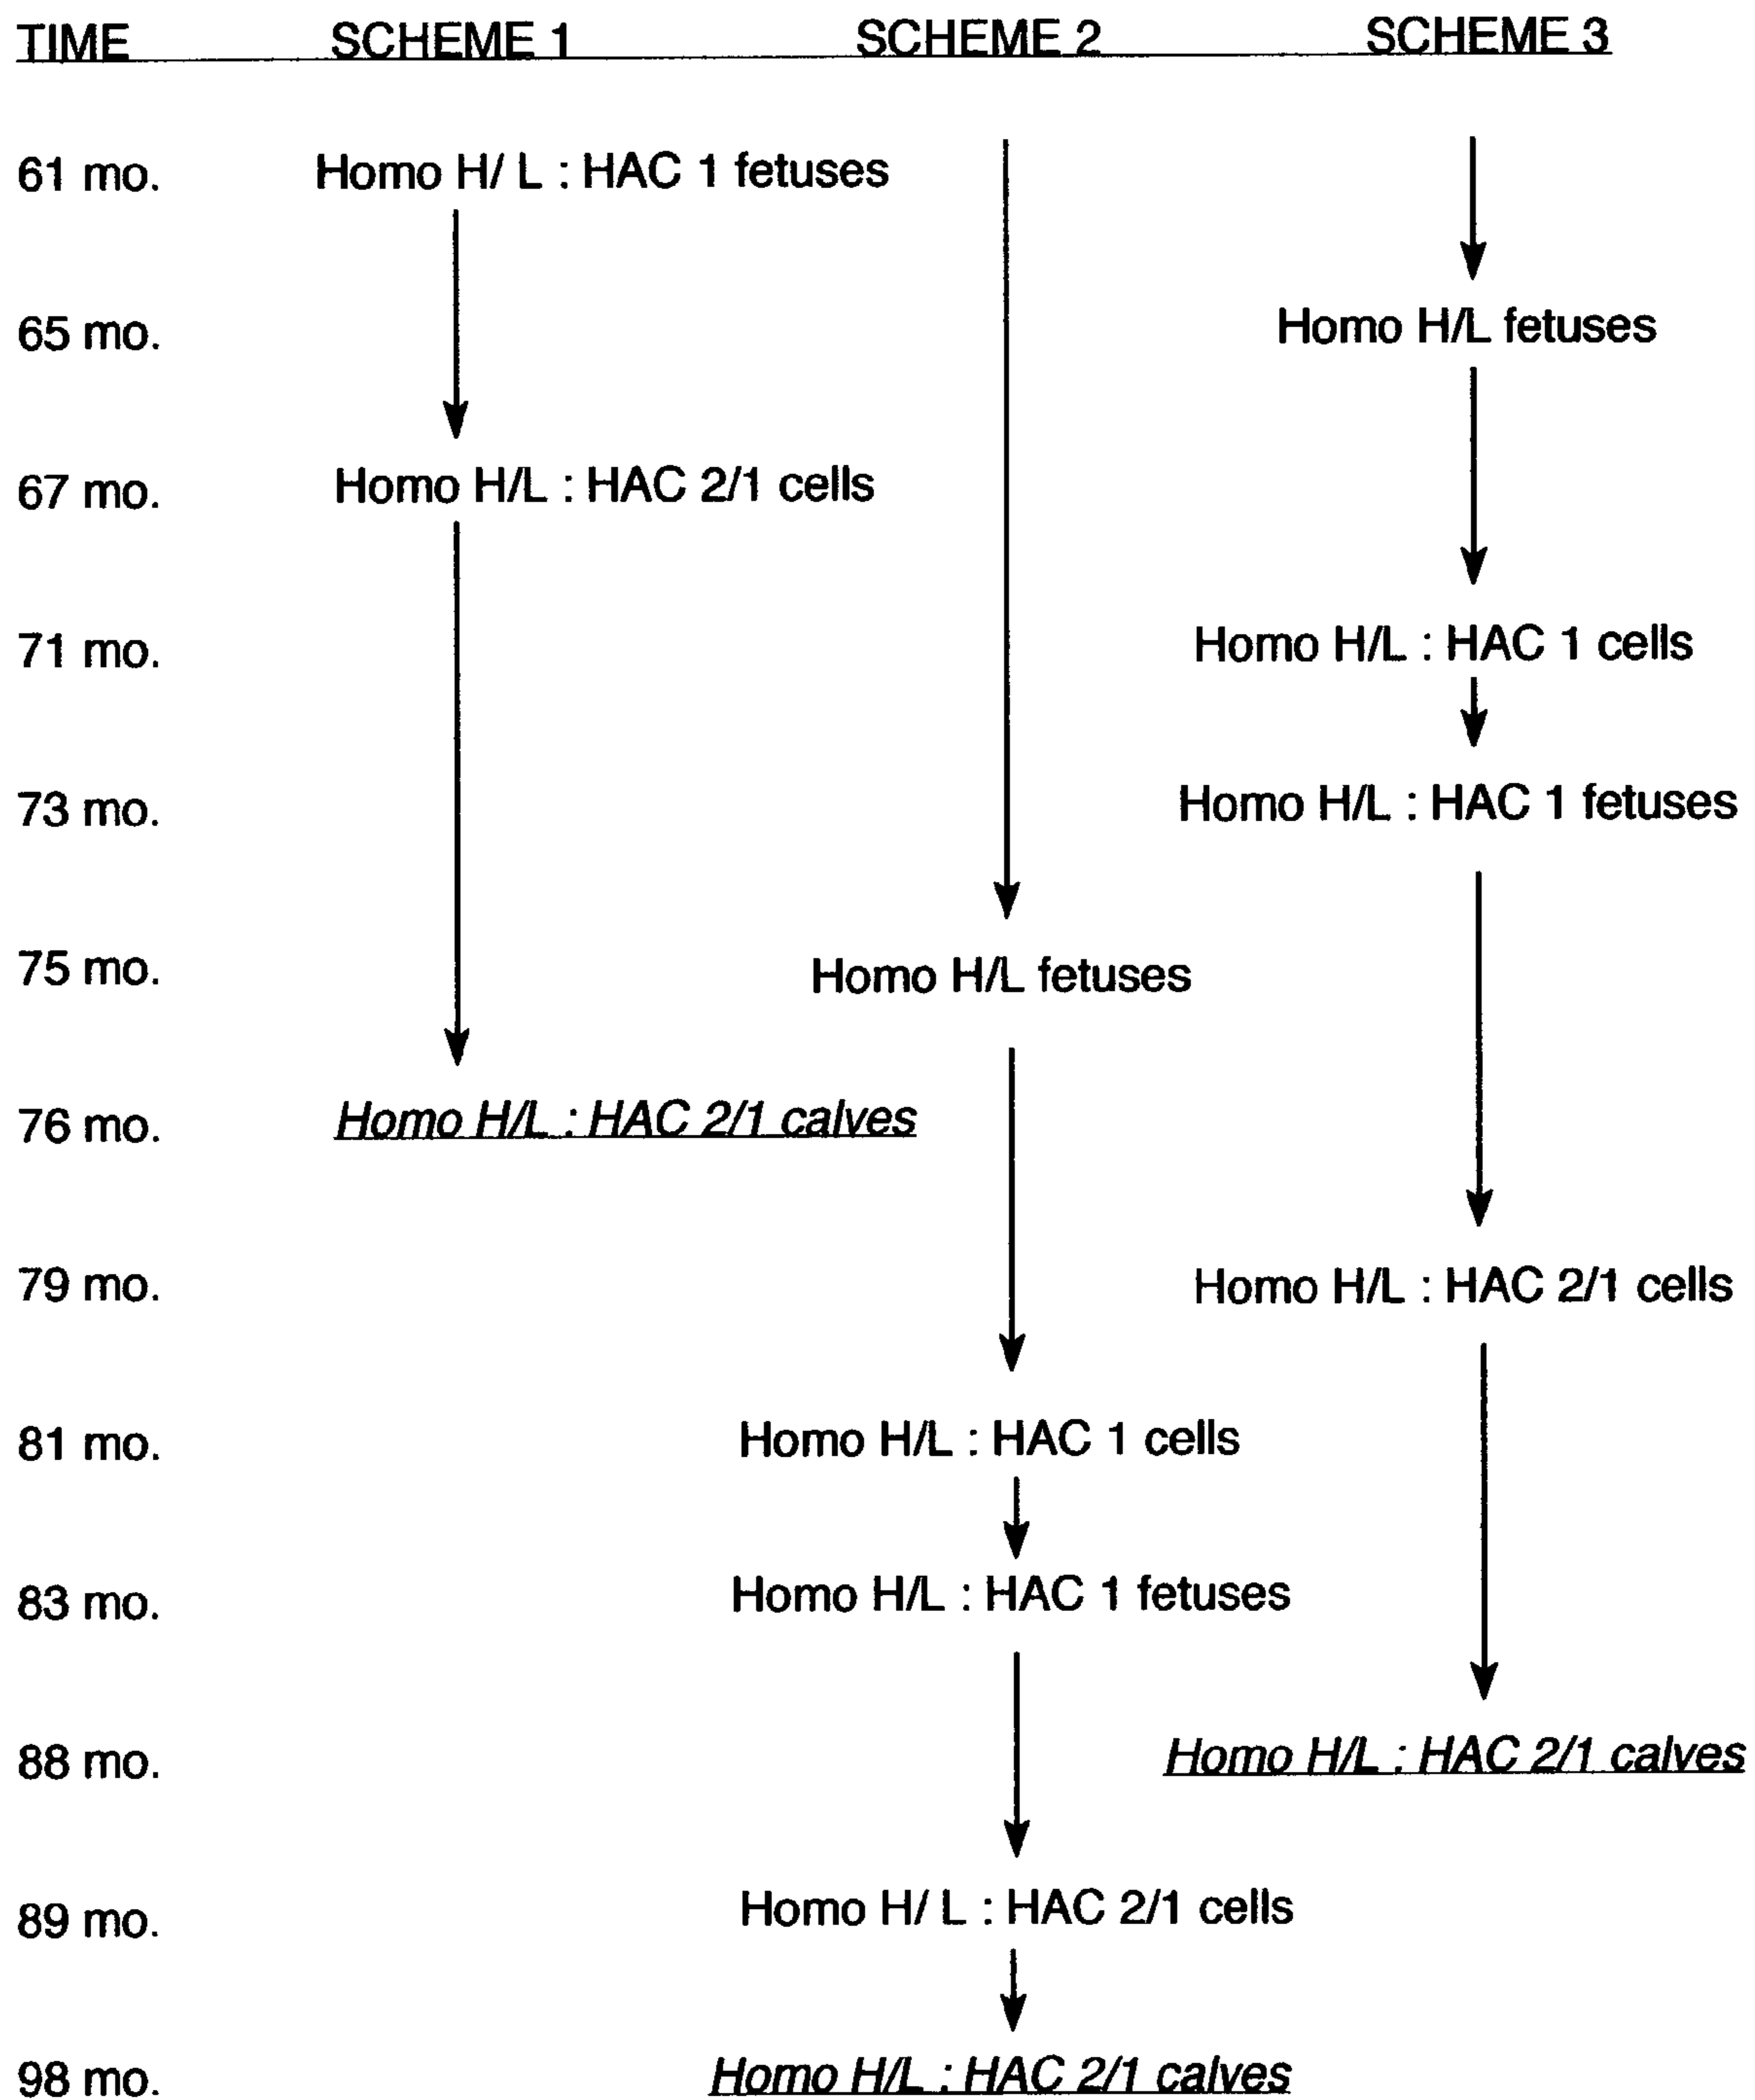 TIME SCHEME 1 SCHEME 2 SCHEME 3
61 mo. Homo H/ L : HAC 1 fetuses
65 mo. Homo H/L fetuses
67 mo. Homo H/L : HAC 2/1 cells
71 mo. Homo H/L : HAC 1 cells
73 mo. Homo H/L : HAC 1 fetuses
75 mo. Homo H/L fetuses
76 mo. Homo H/L : HAC 2/1 calves
79 mo. Homo H/L : HAC 2/1 cells
81 mo. Homo H/L : HAC 1 cells
83 mo. Homo H/L : HAC 1 fetuses
88 mo. Homo H/L : HAC 2/1 calves
89 mo. Homo H/ L : HAC 2/1 cells
98 mo. Homo H/L : HAC 2/1 calves